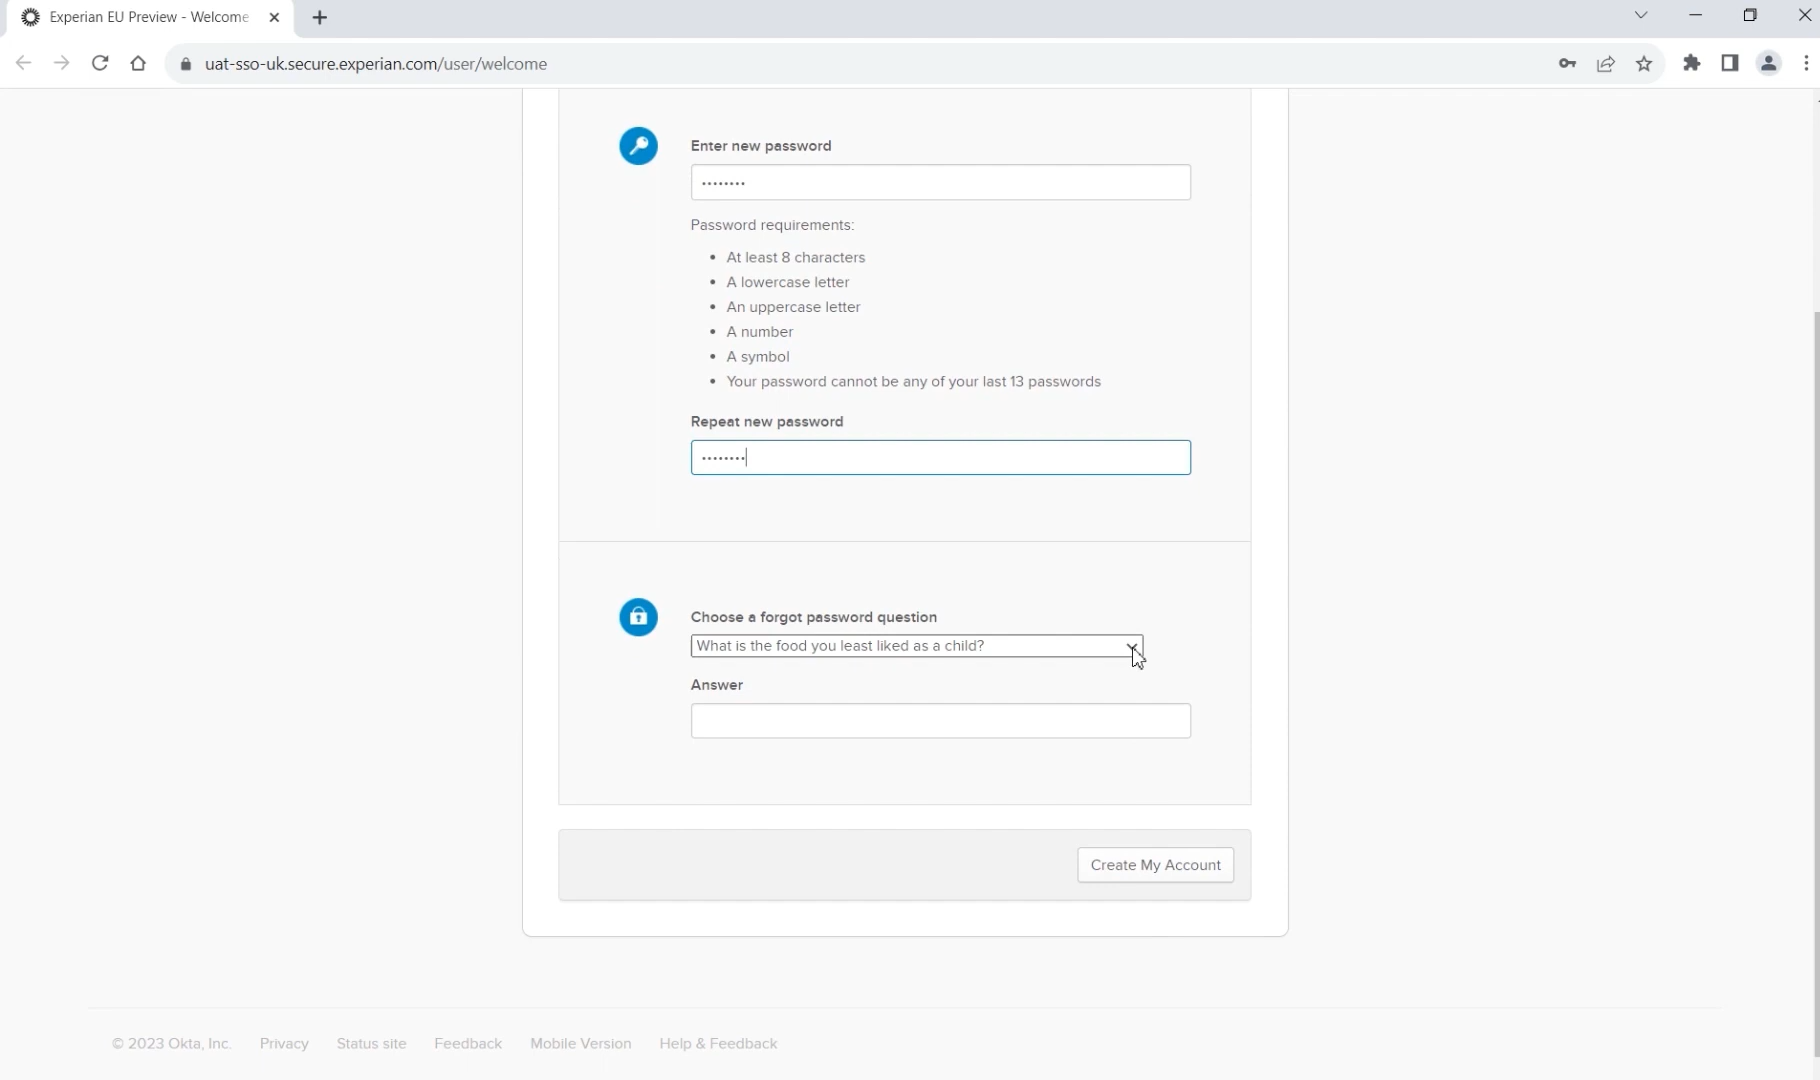 Experian EU Preview - Welcome
uat-sso-uk.secure.experian.com/user/welcome
Enter new password
••••••••
Password requirements:
• At least 8 characters
• A lowercase letter
• An uppercase letter
• A number
• A symbol
• Your password cannot be any of your last 13 passwords
Repeat new password
••••••••
Choose a forgot password question
What is the food you least liked as a child?
Answer
Create My Account
© 2023 Okta, Inc. Privacy Status site Feedback Mobile Version Help & Feedback